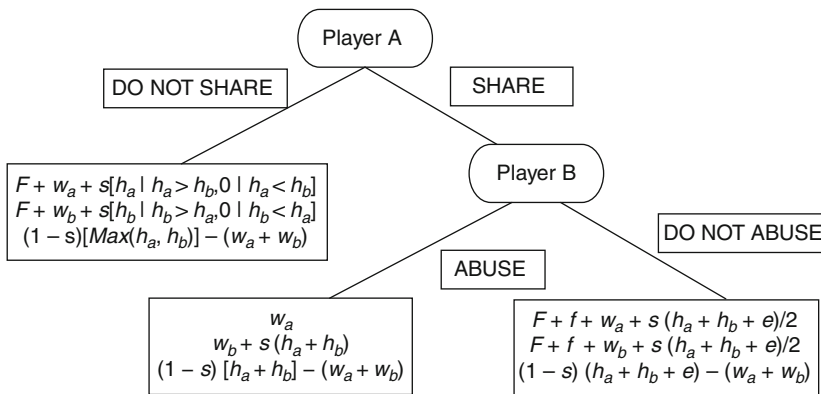 Player A
DO NOT SHARE
SHARE
F + w_a + s[h_a | h_a > h_b, 0 | h_a < h_b]
F + w_b + s[h_b | h_b > h_a, 0 | h_b < h_a]
(1 – s)[Max(h_a, h_b)] – (w_a + w_b)
Player B
ABUSE
DO NOT ABUSE
w_a
w_b + s (h_a + h_b)
(1 – s) [h_a + h_b] – (w_a + w_b)
F + f + w_a + s (h_a + h_b + e)/2
F + f + w_b + s (h_a + h_b + e)/2
(1 – s) (h_a + h_b + e) – (w_a + w_b)